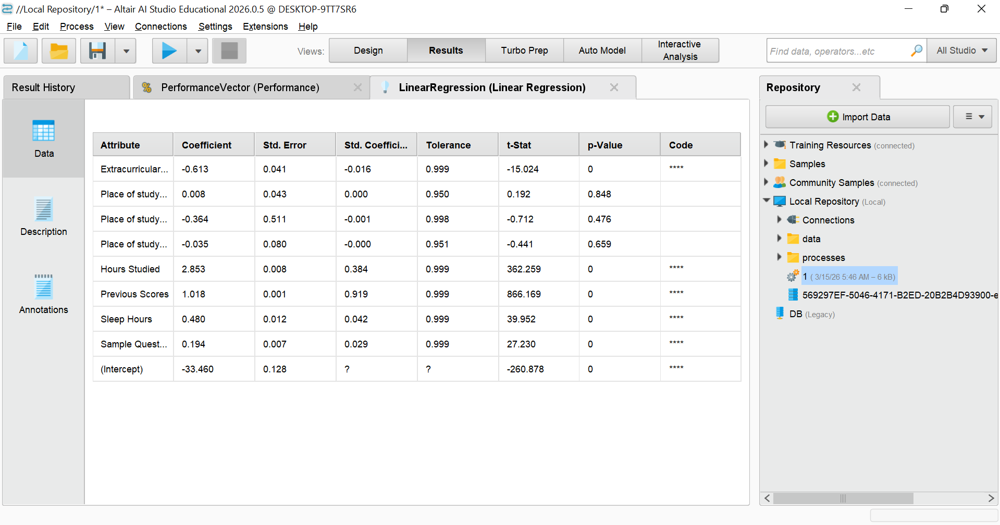 //Local Repository/1* – Altair AI Studio Educational 2026.0.5 @ DESKTOP-9TT7SR6
File Edit Process View Connections Settings Extensions Help
Views: Design Results Turbo Prep Auto Model Interactive Analysis
Find data, operators...etc All Studio
Result History PerformanceVector (Performance) LinearRegression (Linear Regression)
Data
Description
Annotations
Attribute Coefficient Std. Error Std. Coeffici... Tolerance t-Stat p-Value Code
Extracurricular... -0.613 0.041 -0.016 0.999 -15.024 0 ****
Place of study... 0.008 0.043 0.000 0.950 0.192 0.848
Place of study... -0.364 0.511 -0.001 0.998 -0.712 0.476
Place of study... -0.035 0.080 -0.000 0.951 -0.441 0.659
Hours Studied 2.853 0.008 0.384 0.999 362.259 0 ****
Previous Scores 1.018 0.001 0.919 0.999 866.169 0 ****
Sleep Hours 0.480 0.012 0.042 0.999 39.952 0 ****
Sample Quest... 0.194 0.007 0.029 0.999 27.230 0 ****
(Intercept) -33.460 0.128 ? ? -260.878 0 ****
Repository
Import Data
Training Resources (connected)
Samples
Community Samples (connected)
Local Repository (Local)
Connections
data
processes
1 ( 3/15/26 5:46 AM – 6 kB)
569297EF-5046-4171-B2ED-20B2B4D93900-e
DB (Legacy)